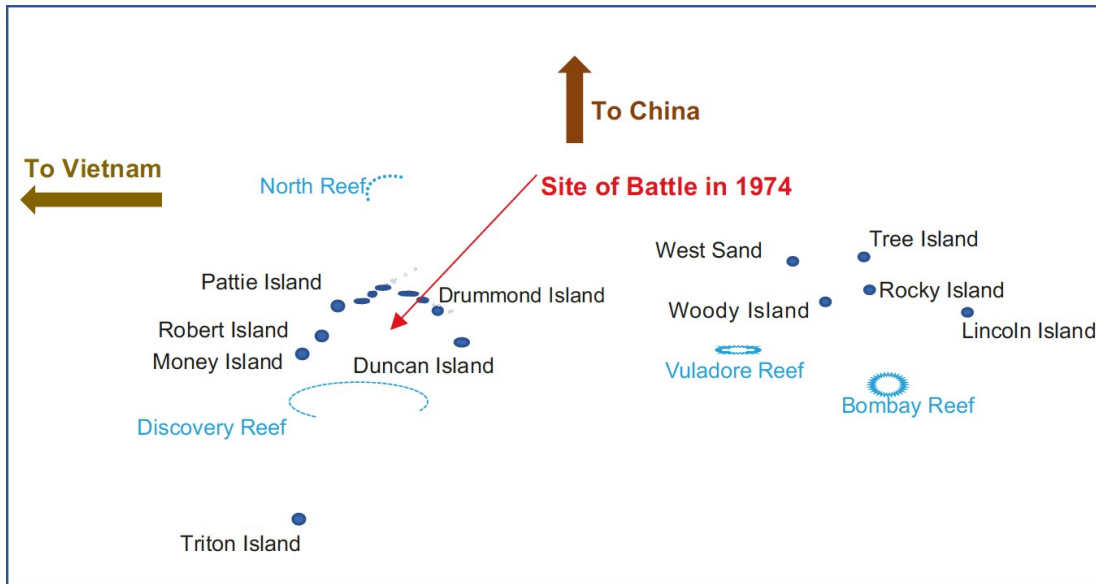 To China
To Vietnam
North Reef
Site of Battle in 1974
Tree Island
West Sand
Pattie Island
Drummond Island
Rocky Island
Woody Island
Robert Island
Lincoln Island
Money Island
Duncan Island
Vuladore Reef
Bombay Reef
Discovery Reef
Triton Island